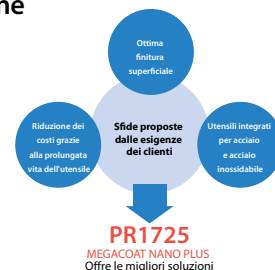 ne
Ottima
finitura
superficiale
Riduzione dei
costi grazie
alla prolungata
vita dell'utensile
Sfide proposte
dalle esigenze
dei clienti
Utensili integrati
per acciaio
e acciaio
inossidabile
PR1725
MEGACOAT NANO PLUS
Offre le migliori soluzioni